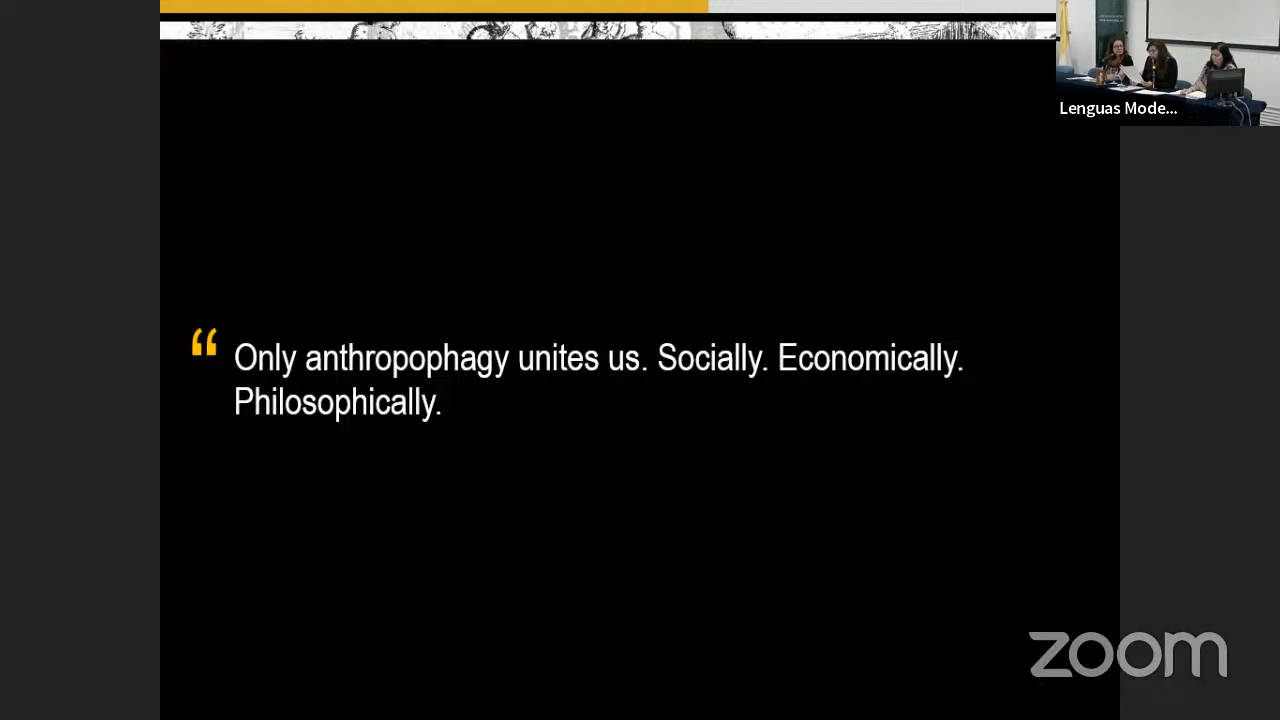 Lenguas Mode...
“ Only anthropophagy unites us. Socially. Economically.
Philosophically.
zoom